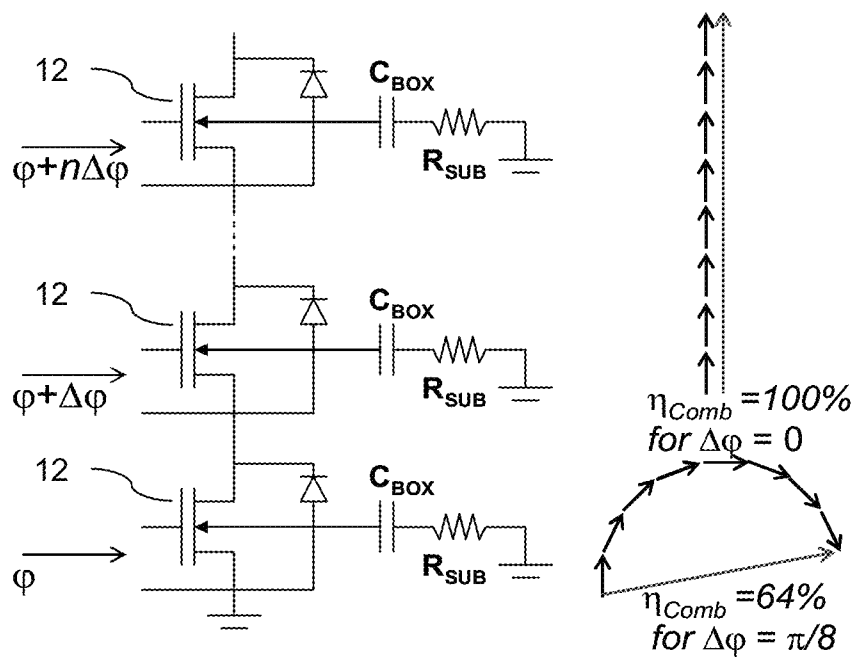 12
C_BOX
R_SUB
φ+nΔφ
12
C_BOX
R_SUB
φ+Δφ
12
C_BOX
R_SUB
φ
η_Comb =100%
for Δφ = 0
η_Comb =64%
for Δφ = π/8